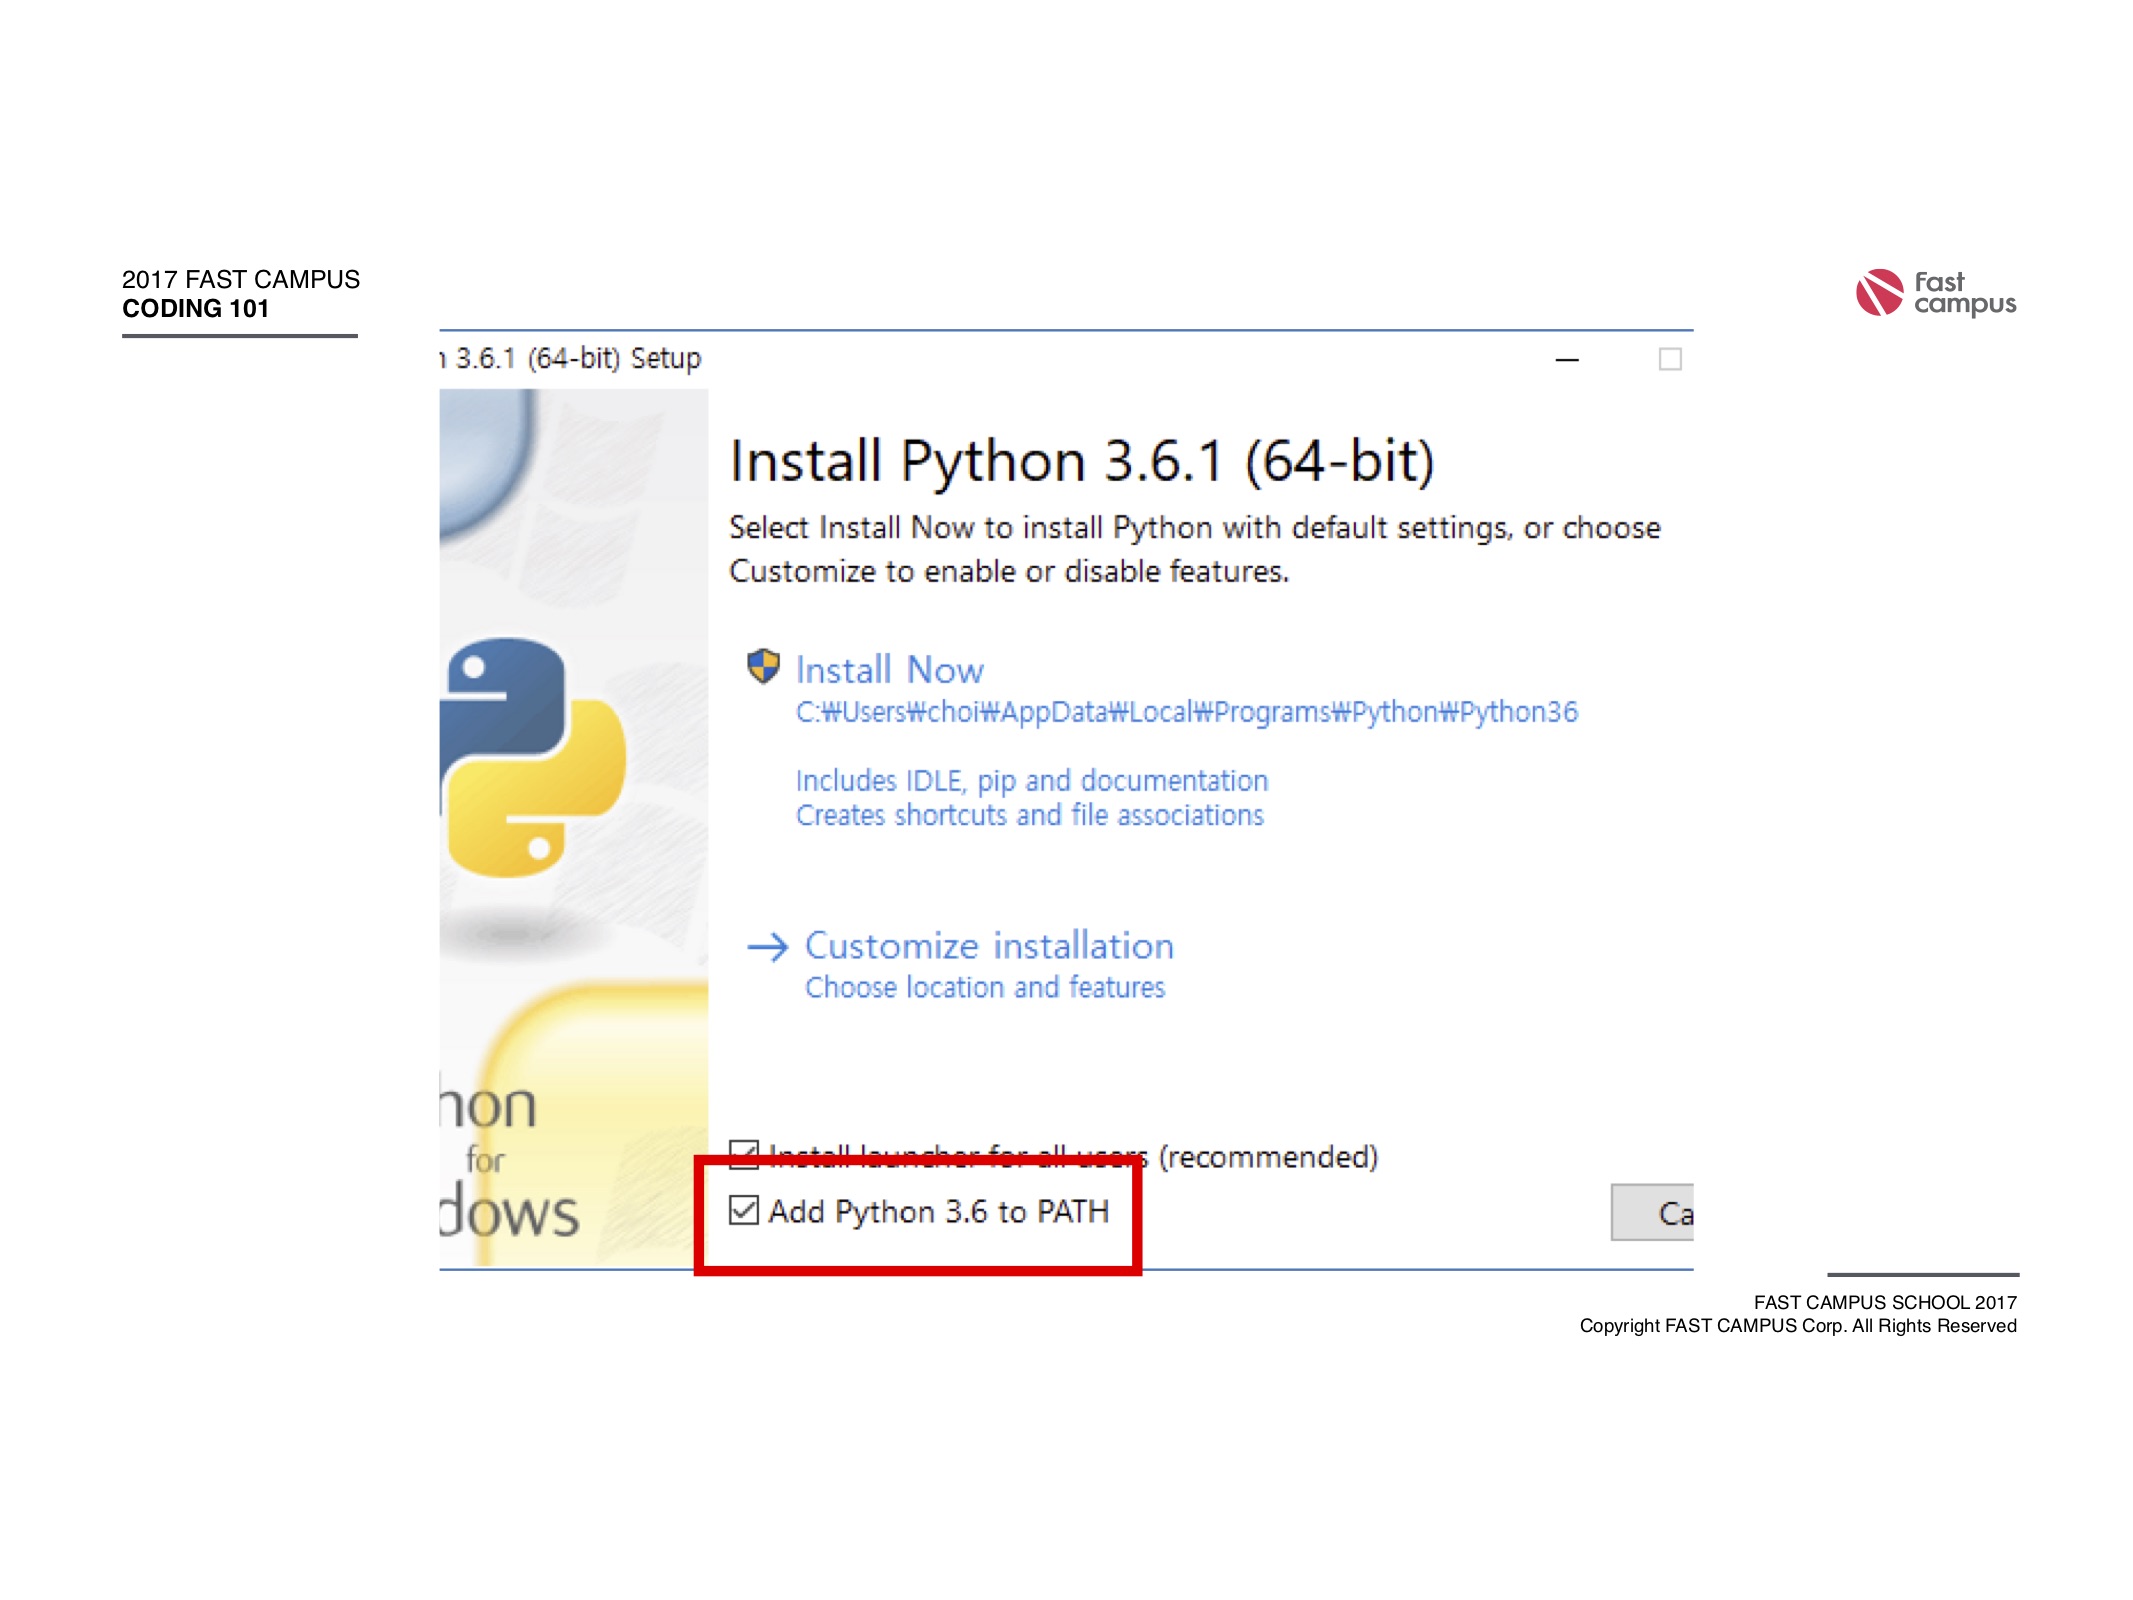 2017 FAST CAMPUS
CODING 101
Fast
campus
3.6.1 (64-bit) Setup
Install Python 3.6.1 (64-bit)
Select Install Now to install Python with default settings, or choose
Customize to enable or disable features.
Install Now
C:₩Users₩choi₩AppData₩Local₩Programs₩Python₩Python36
Includes IDLE, pip and documentation
Creates shortcuts and file associations
Customize installation
Choose location and features
hon
for
dows
Install launcher for all users (recommended)
Add Python 3.6 to PATH
Ca
FAST CAMPUS SCHOOL 2017
Copyright FAST CAMPUS Corp. All Rights Reserved